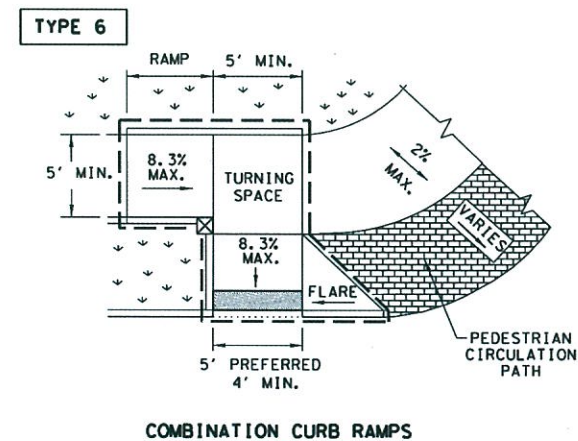 TYPE 6
RAMP
5' MIN.
5' MIN.
8.3%
MAX.
TURNING
SPACE
2%
MAX.
VARIES
8.3%
MAX.
FLARE
PEDESTRIAN
CIRCULATION
PATH
5' PREFERRED
4' MIN.
COMBINATION CURB RAMPS